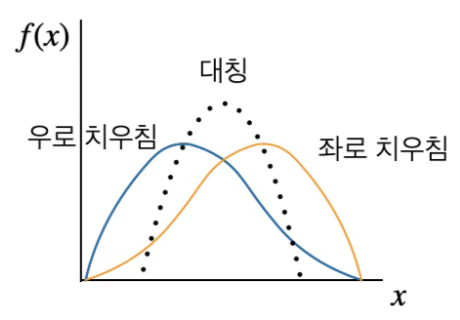 f(x)
대칭
우로 치우침
좌로 치우침
x